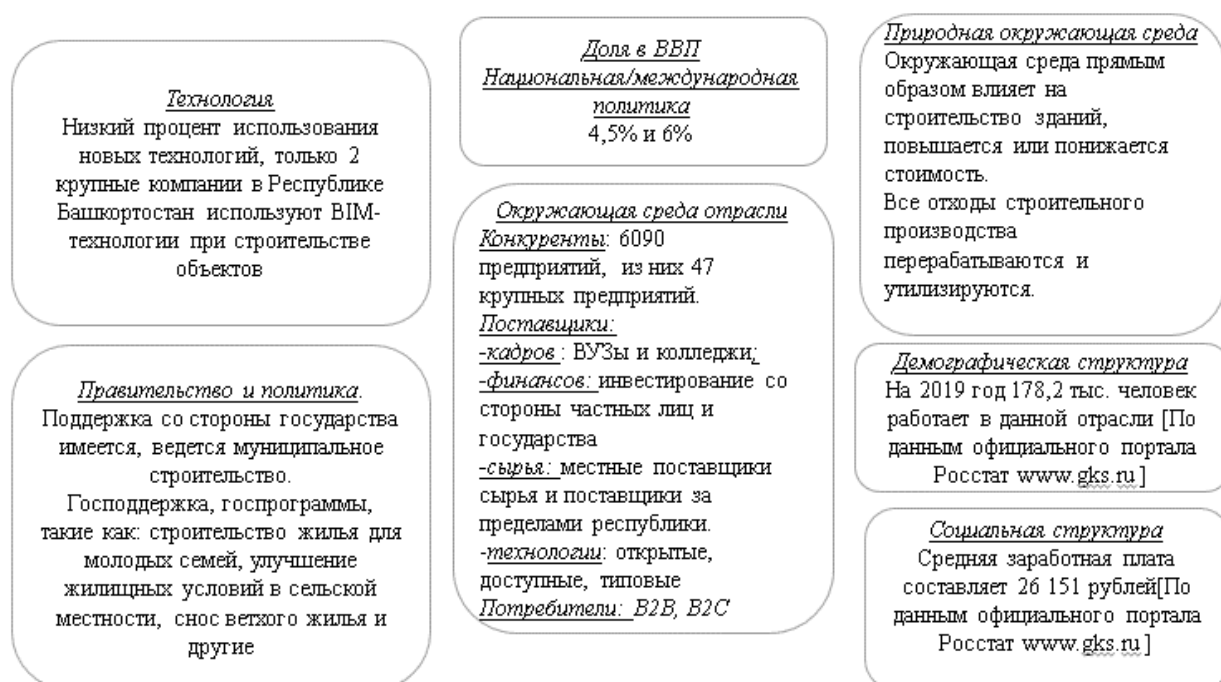 Технология
Низкий процент использования
новых технологий, только 2
крупные компании в Республике
Башкортостан используют BIM-
технологии при строительстве
объектов
Правительство и политика.
Поддержка со стороны государства
имеется, ведется муниципальное
строительство.
Господдержка, госпрограммы,
такие как: строительство жилья для
молодых семей, улучшение
жилищных условий в сельской
местности, снос ветхого жилья и
другие
Доля в ВВП
Национальная/международная
политика
4,5% и 6%
Окружающая среда отрасли
Конкуренты: 6090
предприятий, из них 47
крупных предприятий.
Поставщики:
-кадров : ВУЗы и колледжи;
-финансов: инвестирование со
стороны частных лиц и
государства
-сырья: местные поставщики
сырья и поставщики за
пределами республики.
-технологии: открытые,
доступные, типовые
Потребители: B2B, B2C
Природная окружающая среда
Окружающая среда прямым
образом влияет на
строительство зданий,
повышается или понижается
стоимость.
Все отходы строительного
производства
перерабатываются и
утилизируются.
Демографическая структура
На 2019 год 178,2 тыс. человек
работает в данной отрасли [По
данным официального портала
Росстат www.gks.ru ]
Социальная структура
Средняя заработная плата
составляет 26 151 рублей[По
данным официального портала
Росстат www.gks.ru ]